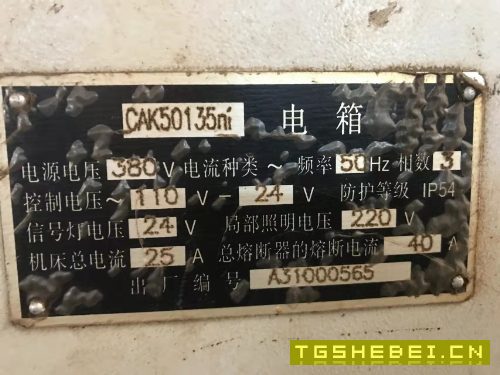 CAK50135ni 电箱
电源电压 380 V 电流种类 ~ 频率 50 Hz 相数 3
控制电压 ~ 110 V - 24 V 防护等级 IP54
信号灯电压 24 V 局部照明电压 220 V
机床总电流 25 A 总熔断器的熔断电流 40 A
出厂编号 A31000565
TGSHEBEI.CN